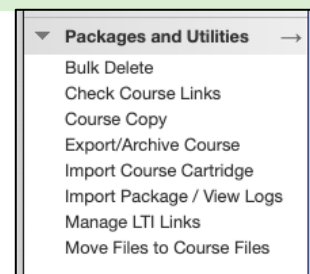 Packages and Utilities →
Bulk Delete
Check Course Links
Course Copy
Export/Archive Course
Import Course Cartridge
Import Package / View Logs
Manage LTI Links
Move Files to Course Files